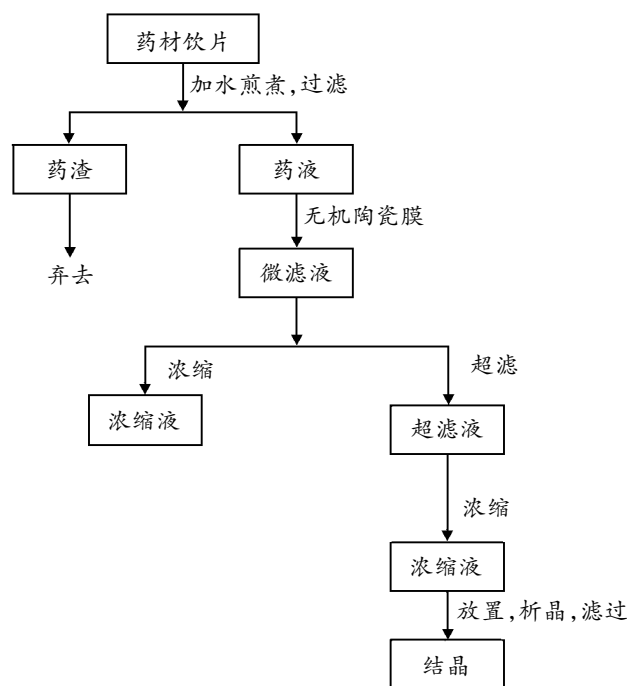 药材饮片
加水煎煮,过滤
药渣
药液
无机陶瓷膜
弃去
微滤液
浓缩
超滤
浓缩液
超滤液
浓缩
浓缩液
放置,析晶,滤过
结晶